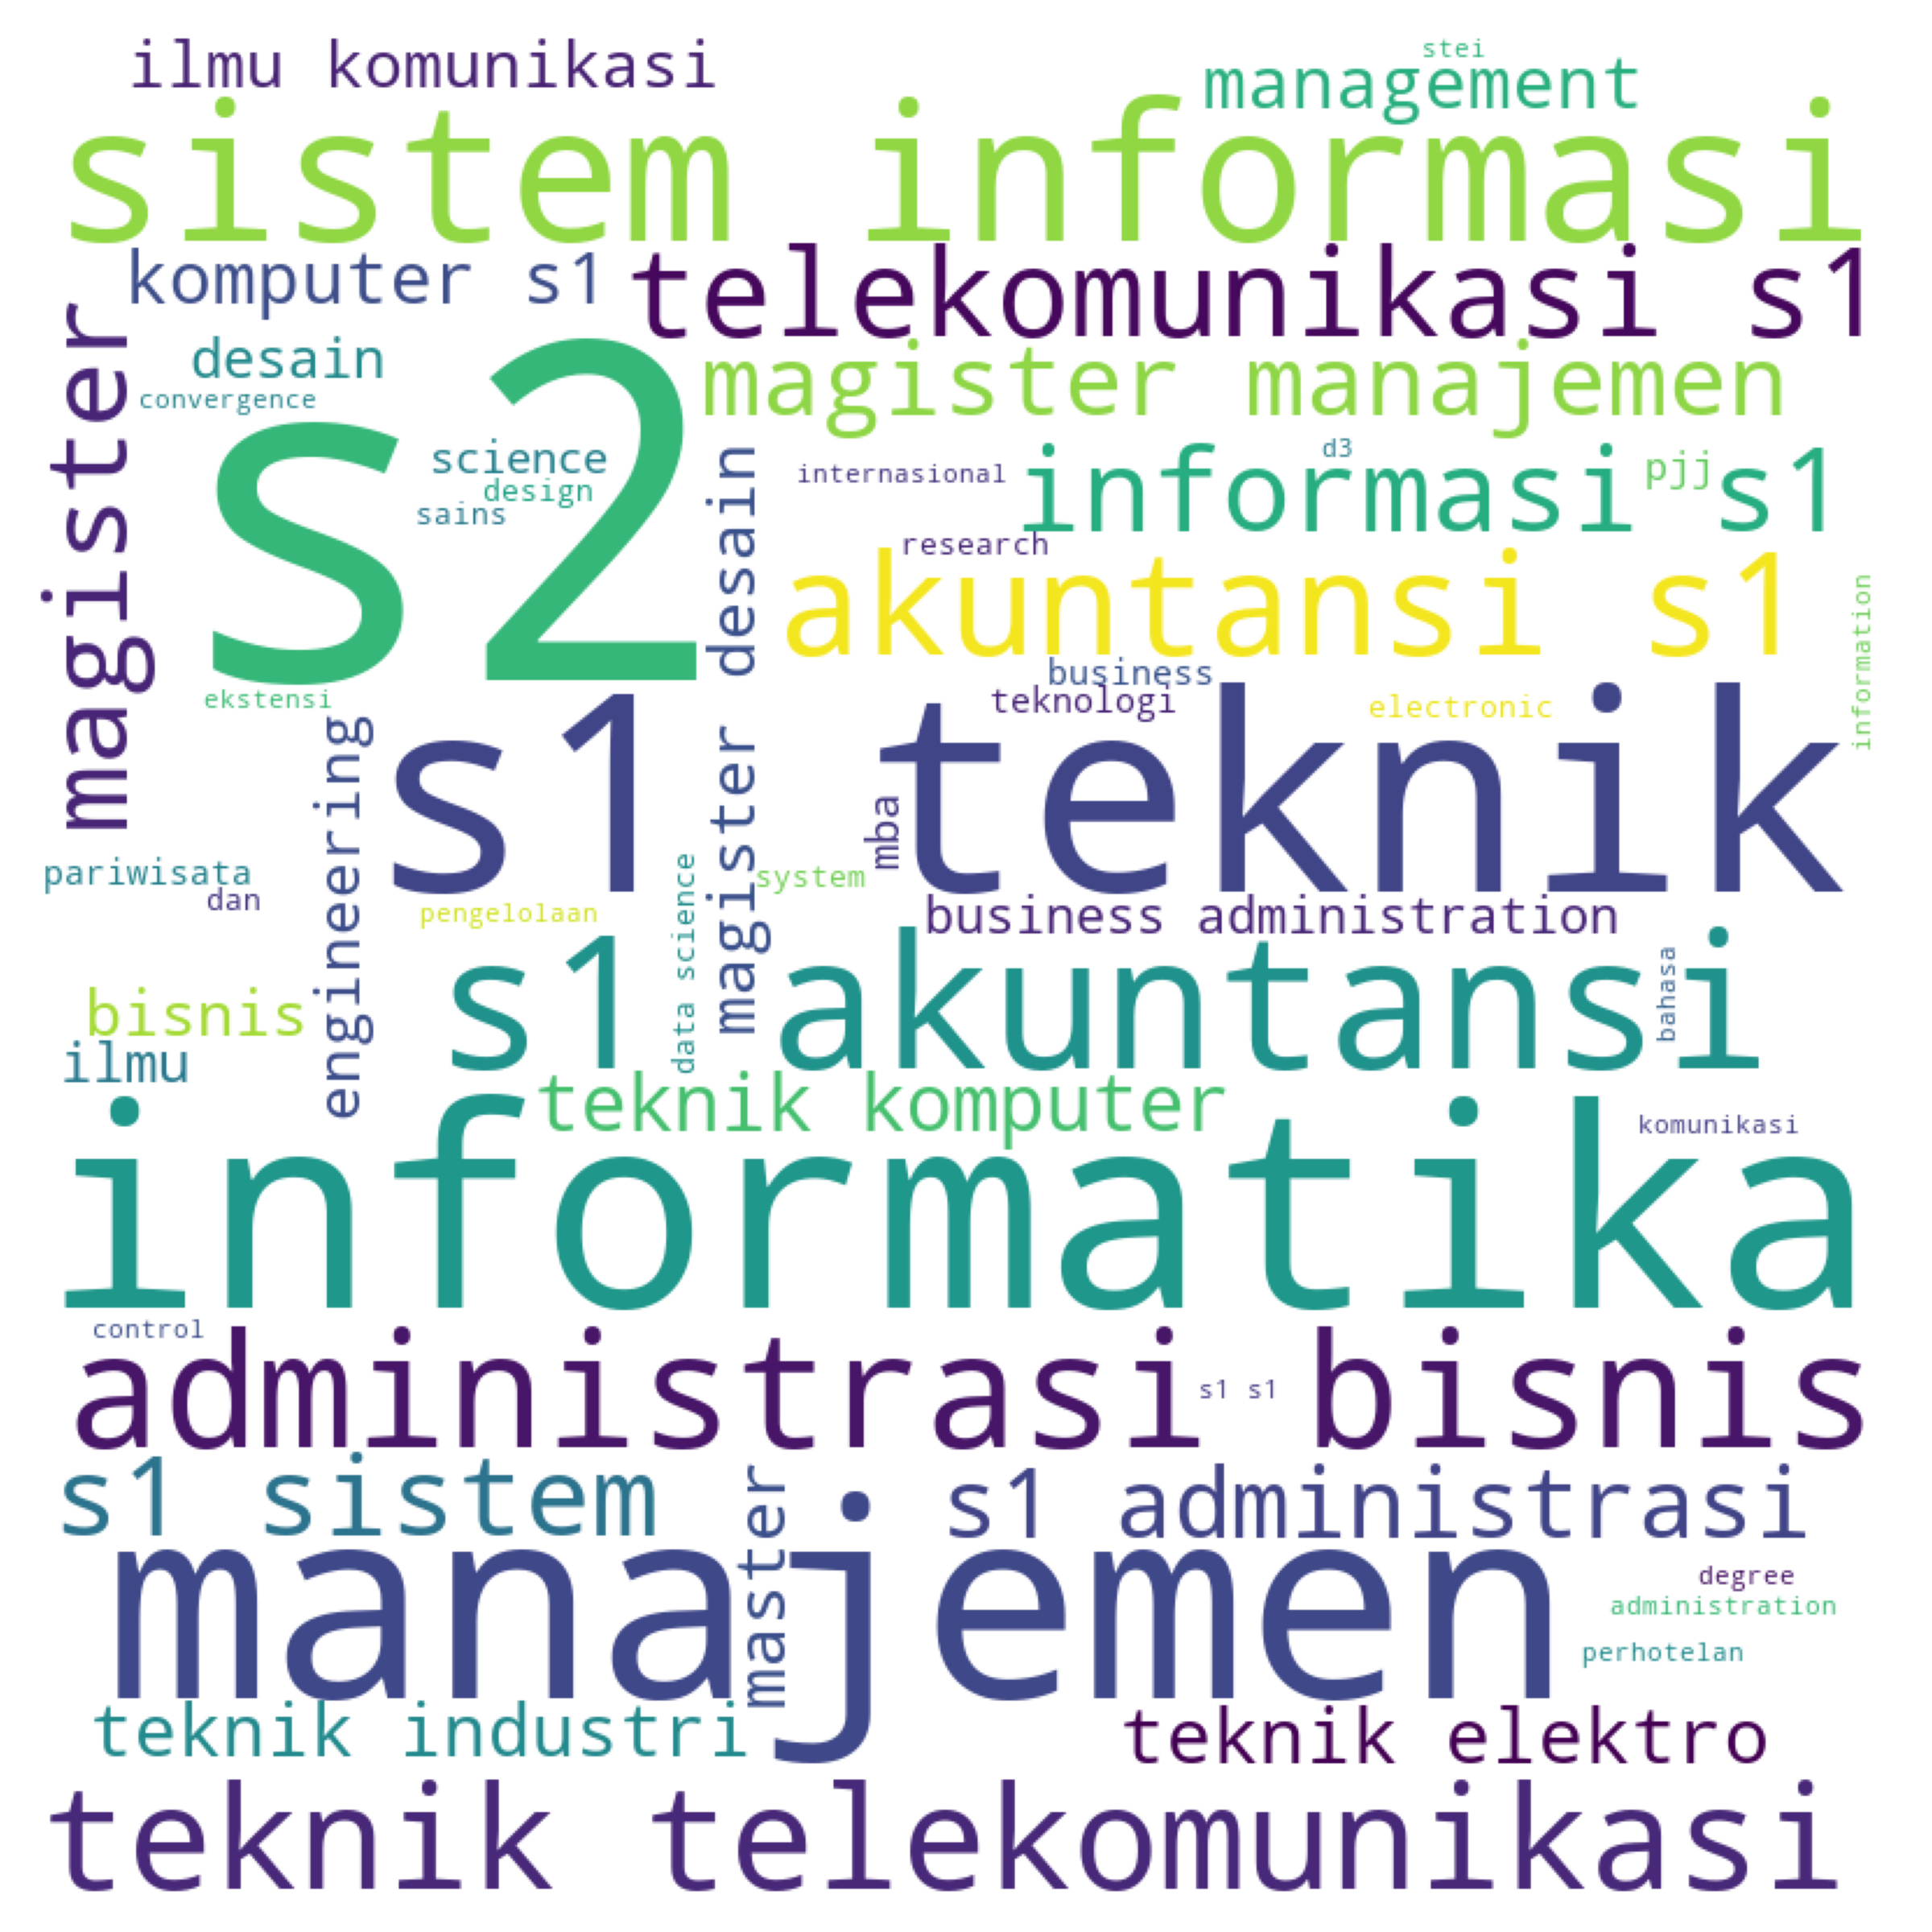 stei
ilmu komunikasi
management
sistem informasi
komputer s1
telekomunikasi s1
magister
desain
magister manajemen
convergence
s2
science
design
sains
magister desain
internasional
d3
informasi s1
pjj
research
akuntansi s1
information
business
teknologi
electronic
ekstensi
engineering
s1
teknik
mba
pariwisata
dan
system
pengelolaan
data science
business administration
s1 akuntansi
bahasa
bisnis
ilmu
teknik komputer
komunikasi
informatika
control
administrasi bisnis
s1 s1
s1 sistem
master
s1 administrasi
manajemen
degree
administration
perhotelan
teknik industri
teknik elektro
teknik telekomunikasi